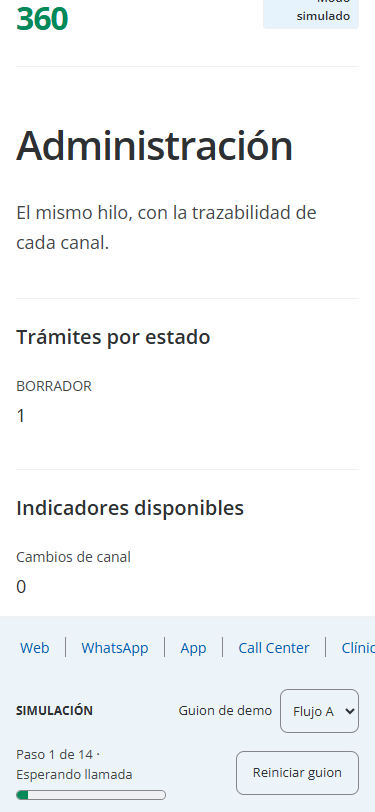 360
simulado
Administración
El mismo hilo, con la trazabilidad de
cada canal.
Trámites por estado
BORRADOR
1
Indicadores disponibles
Cambios de canal
0
Web
WhatsApp
App
Call Center
SIMULACIÓN
Guion de demo
Flujo A
Paso 1 de 14 ·
Esperando llamada
Reiniciar guion